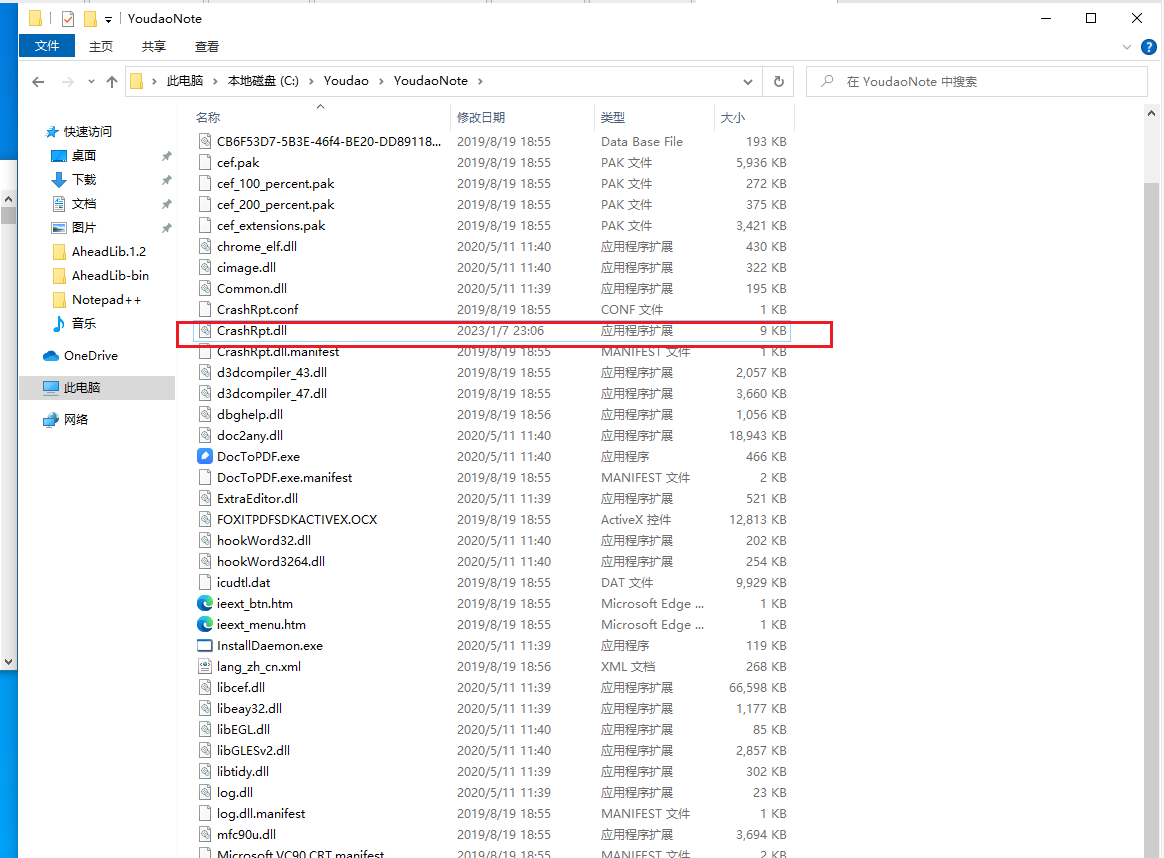 YoudaoNote
文件 主页 共享 查看
此电脑 本地磁盘 (C:) Youdao YoudaoNote 在 YoudaoNote 中搜索
快速访问
桌面
下载
文档
图片
AheadLib.1.2
AheadLib-bin
Notepad++
音乐
OneDrive
此电脑
网络
名称 修改日期 类型 大小
CB6F53D7-5B3E-46f4-BE20-DD89118... 2019/8/19 18:55 Data Base File 193 KB
cef.pak 2019/8/19 18:55 PAK 文件 5,936 KB
cef_100_percent.pak 2019/8/19 18:55 PAK 文件 272 KB
cef_200_percent.pak 2019/8/19 18:55 PAK 文件 375 KB
cef_extensions.pak 2019/8/19 18:55 PAK 文件 3,421 KB
chrome_elf.dll 2020/5/11 11:40 应用程序扩展 430 KB
cimage.dll 2020/5/11 11:40 应用程序扩展 322 KB
Common.dll 2020/5/11 11:39 应用程序扩展 195 KB
CrashRpt.conf 2019/8/19 18:55 CONF 文件 1 KB
CrashRpt.dll 2023/1/7 23:06 应用程序扩展 9 KB
CrashRpt.dll.manifest 2019/8/19 18:55 MANIFEST 文件 1 KB
d3dcompiler_43.dll 2019/8/19 18:55 应用程序扩展 2,057 KB
d3dcompiler_47.dll 2019/8/19 18:55 应用程序扩展 3,660 KB
dbghelp.dll 2019/8/19 18:56 应用程序扩展 1,056 KB
doc2any.dll 2020/5/11 11:40 应用程序扩展 18,943 KB
DocToPDF.exe 2020/5/11 11:40 应用程序 466 KB
DocToPDF.exe.manifest 2019/8/19 18:55 MANIFEST 文件 2 KB
ExtraEditor.dll 2020/5/11 11:39 应用程序扩展 521 KB
FOXITPDFSDKACTIVEX.OCX 2019/8/19 18:55 ActiveX 控件 12,813 KB
hookWord32.dll 2020/5/11 11:40 应用程序扩展 202 KB
hookWord3264.dll 2020/5/11 11:40 应用程序扩展 254 KB
icudtl.dat 2019/8/19 18:55 DAT 文件 9,929 KB
ieext_btn.htm 2019/8/19 18:55 Microsoft Edge ... 1 KB
ieext_menu.htm 2019/8/19 18:55 Microsoft Edge ... 1 KB
InstallDaemon.exe 2020/5/11 11:39 应用程序 119 KB
lang_zh_cn.xml 2019/8/19 18:56 XML 文档 268 KB
libcef.dll 2020/5/11 11:39 应用程序扩展 66,598 KB
libeay32.dll 2020/5/11 11:39 应用程序扩展 1,177 KB
libEGL.dll 2020/5/11 11:40 应用程序扩展 85 KB
libGLESv2.dll 2020/5/11 11:40 应用程序扩展 2,857 KB
libtidy.dll 2020/5/11 11:39 应用程序扩展 302 KB
log.dll 2020/5/11 11:39 应用程序扩展 23 KB
log.dll.manifest 2019/8/19 18:55 MANIFEST 文件 1 KB
mfc90u.dll 2019/8/19 18:55 应用程序扩展 3,694 KB
Microsoft.VC90.CRT.manifest 2019/8/19 18:55 MANIFEST 文件 2 KB